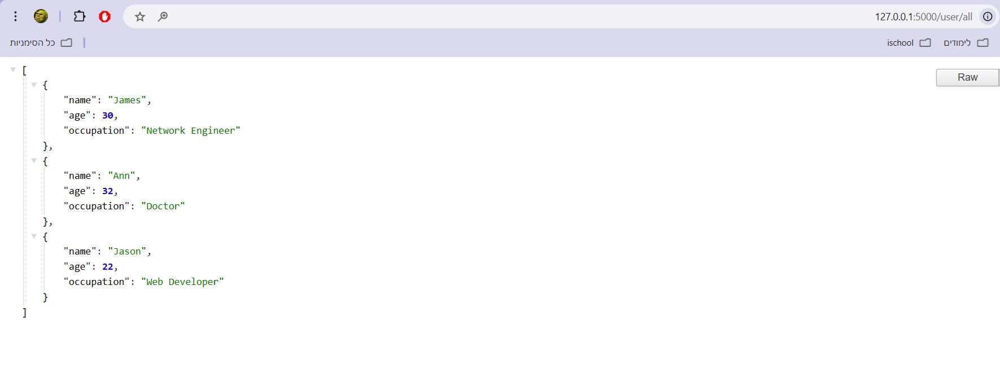 127.0.0.1:5000/user/all
לימודים
ischool
כל הסימניות
Raw
[
{
"name": "James",
"age": 30,
"occupation": "Network Engineer"
},
{
"name": "Ann",
"age": 32,
"occupation": "Doctor"
},
{
"name": "Jason",
"age": 22,
"occupation": "Web Developer"
}
]